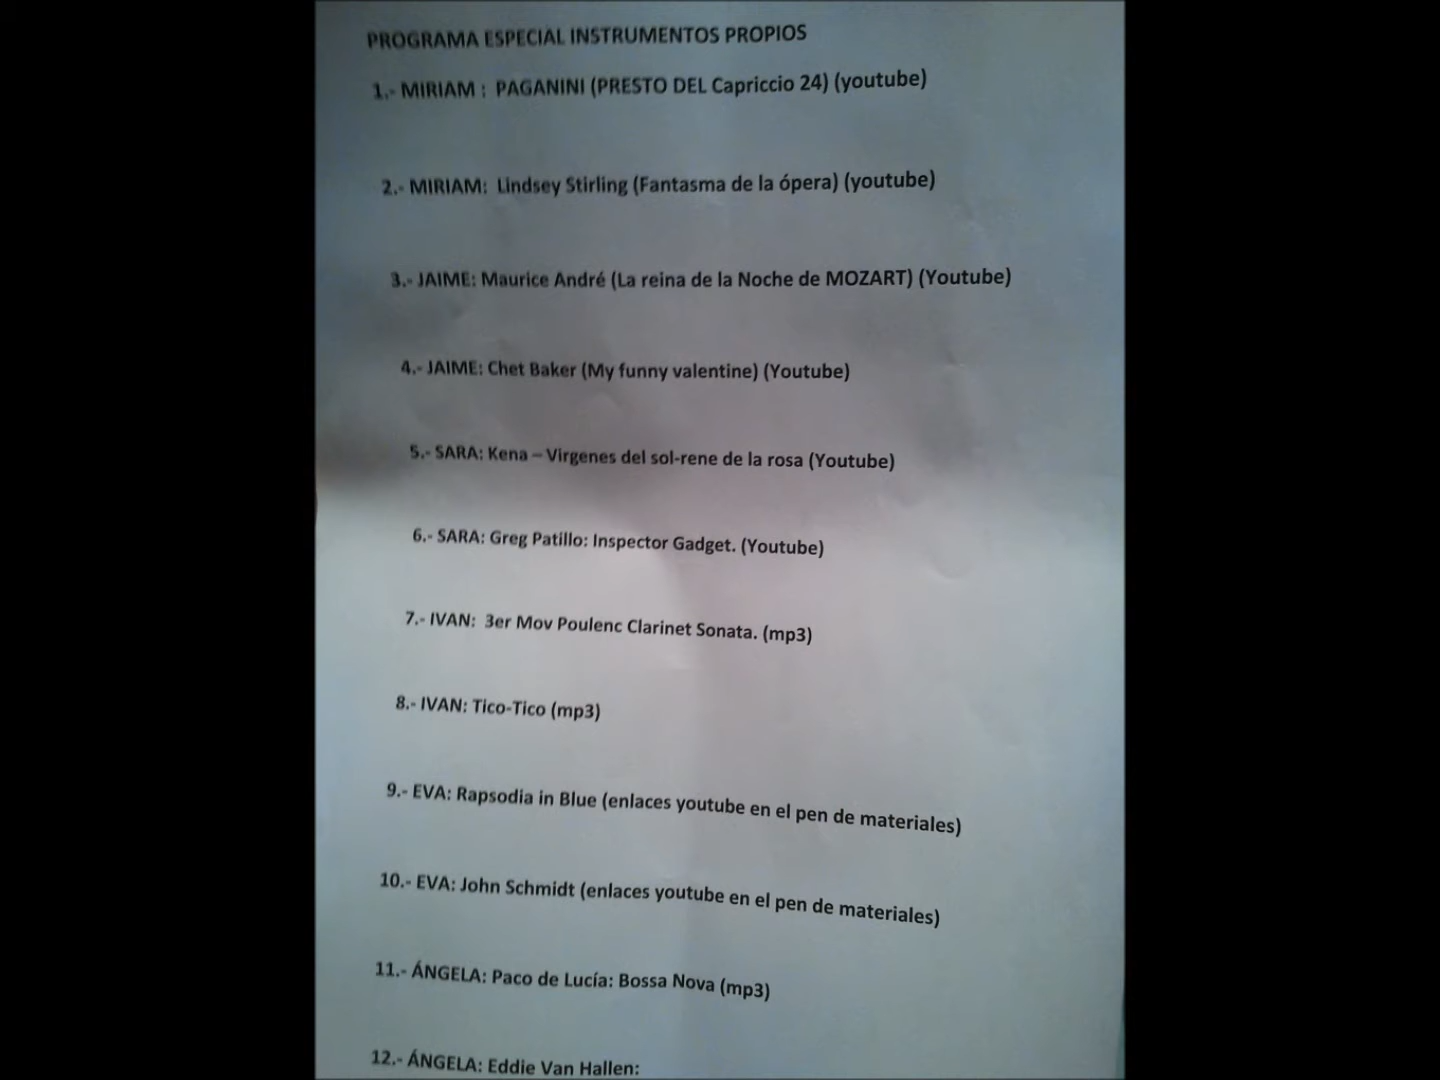 PROGRAMA ESPECIAL INSTRUMENTOS PROPIOS
1.- MIRIAM : PAGANINI (PRESTO DEL Capriccio 24) (youtube)
2.- MIRIAM: Lindsey Stirling (Fantasma de la ópera) (youtube)
3.- JAIME: Maurice André (La reina de la Noche de MOZART) (Youtube)
4.- JAIME: Chet Baker (My funny valentine) (Youtube)
5.- SARA: Kena – Virgenes del sol-rene de la rosa (Youtube)
6.- SARA: Greg Patillo: Inspector Gadget. (Youtube)
7.- IVAN: 3er Mov Poulenc Clarinet Sonata. (mp3)
8.- IVAN: Tico-Tico (mp3)
9.- EVA: Rapsodia in Blue (enlaces youtube en el pen de materiales)
10.- EVA: John Schmidt (enlaces youtube en el pen de materiales)
11.- ÁNGELA: Paco de Lucía: Bossa Nova (mp3)
12.- ÁNGELA: Eddie Van Hallen: